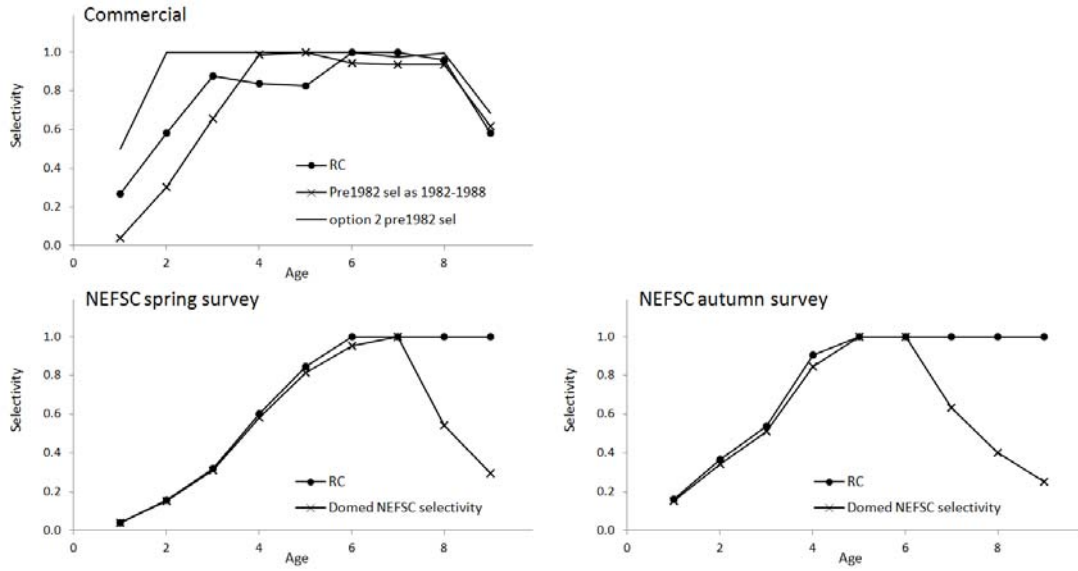 Commercial
1.0
0.8
0.6
0.4
0.2
0.0
Selectivity
RC
Pre1982 sel as 1982-1988
option 2 pre1982 sel
0 2 4 6 8
Age
NEFSC spring survey
1.0
0.8
0.6
0.4
0.2
0.0
Selectivity
RC
Domed NEFSC selectivity
0 2 4 6 8
Age
NEFSC autumn survey
1.0
0.8
0.6
0.4
0.2
0.0
Selectivity
RC
Domed NEFSC selectivity
0 2 4 6 8
Age